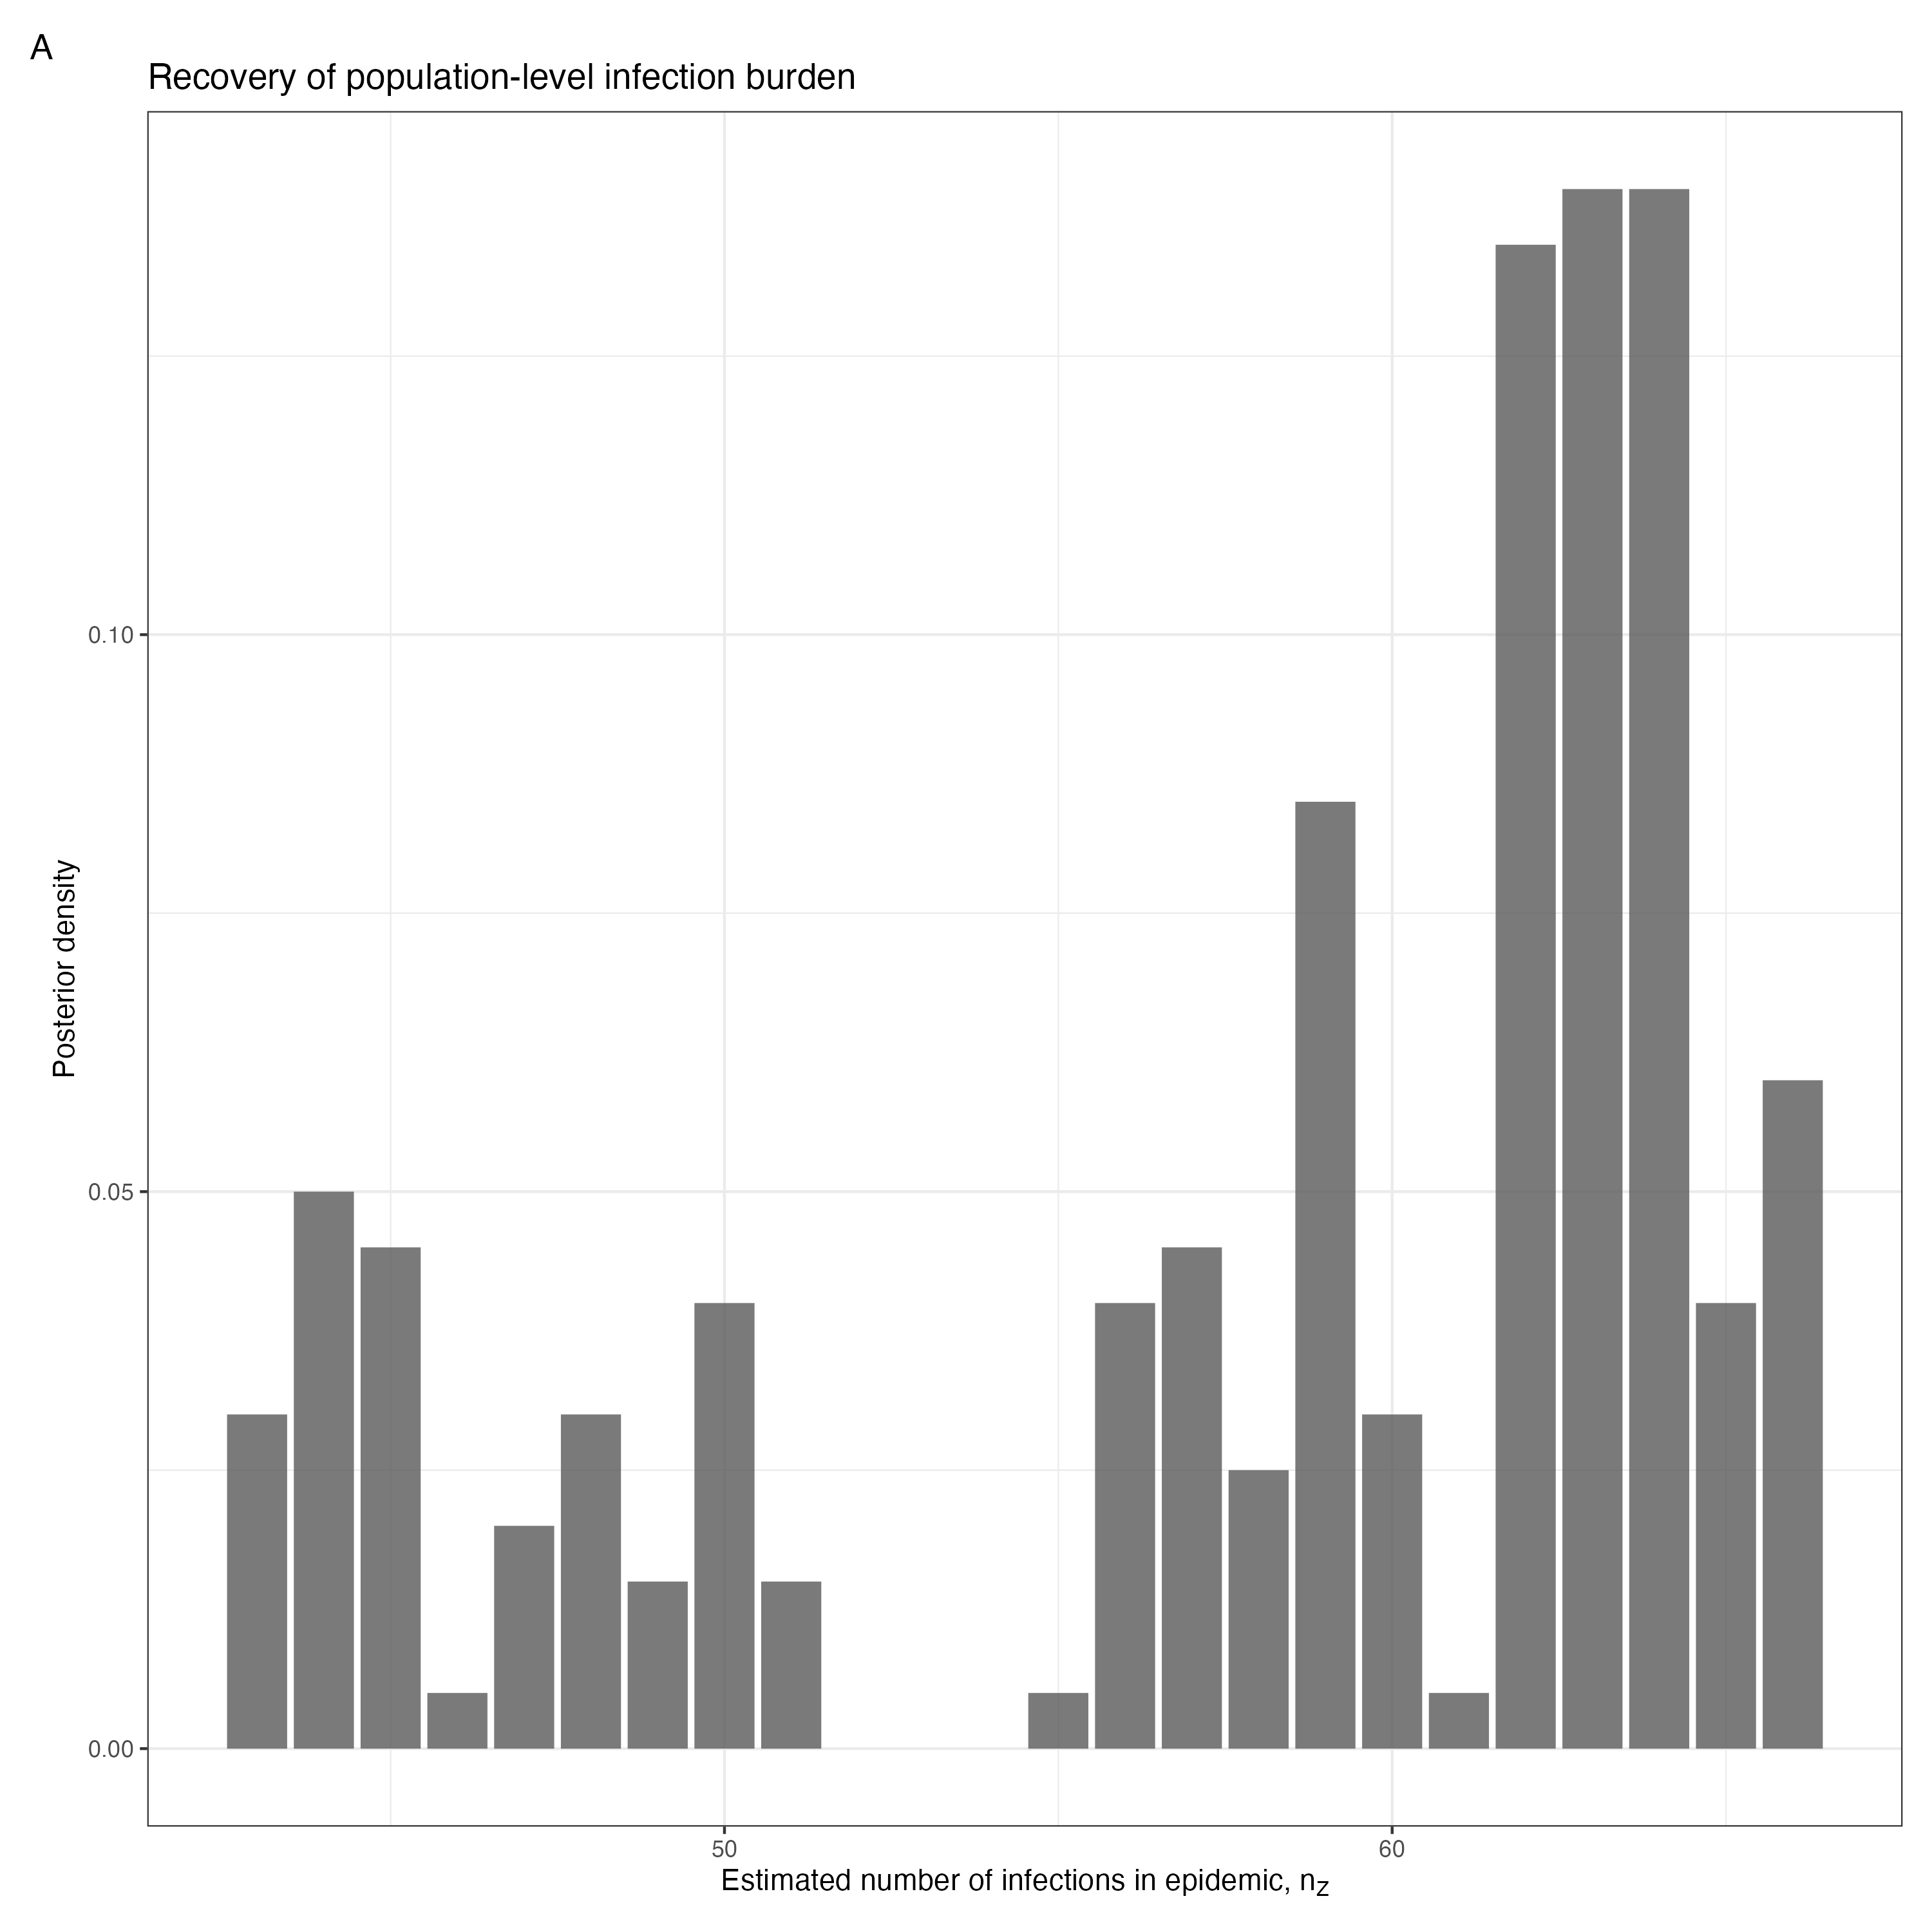 A
Recovery of population-level infection burden
Posterior density
0.10
0.05
0.00
50
60
Estimated number of infections in epidemic, nZ